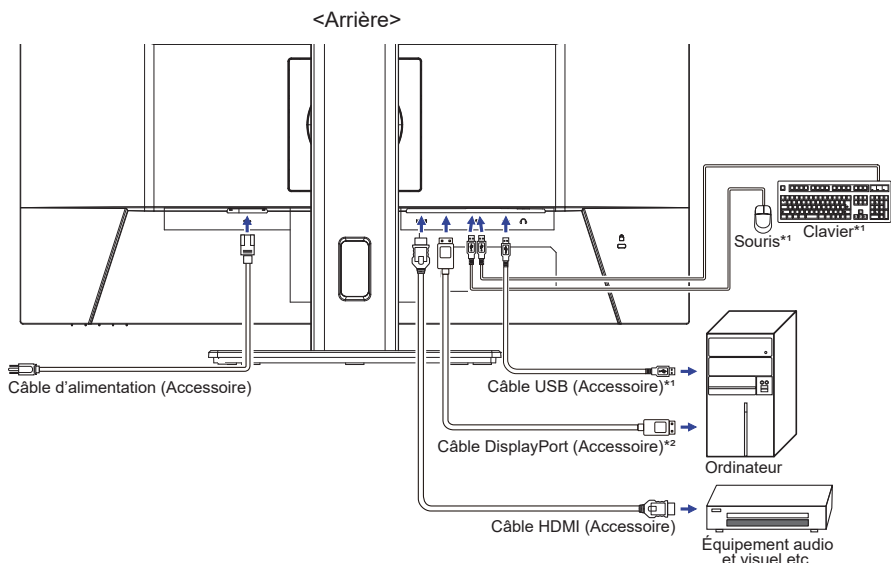 <Arrière>
Souris*¹
Clavier*¹
Câble d'alimentation (Accessoire)
Câble USB (Accessoire)*¹
Câble DisplayPort (Accessoire)*²
Ordinateur
Câble HDMI (Accessoire)
Équipement audio
et visuel etc